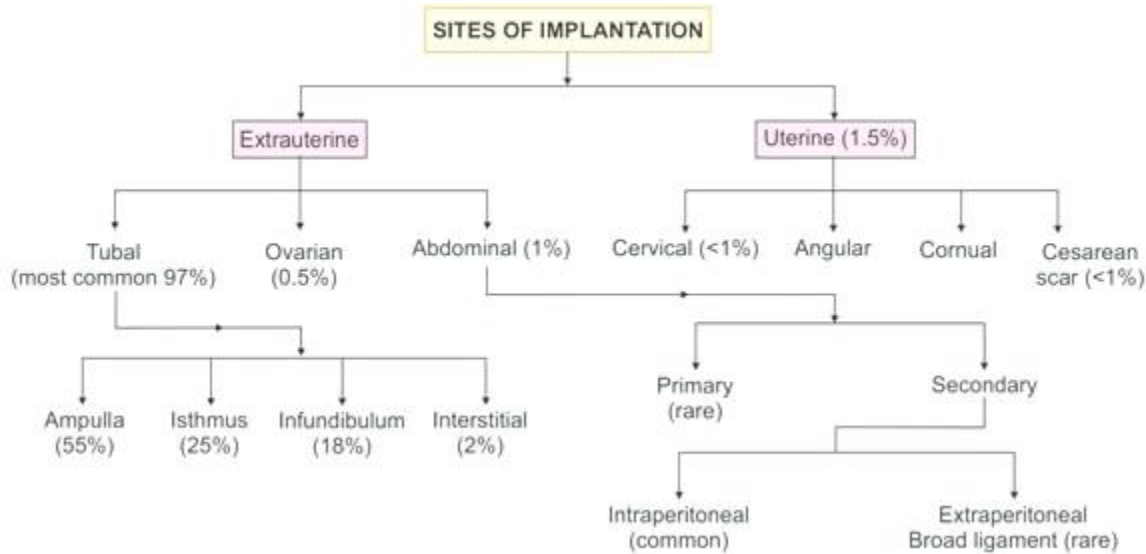 SITES OF IMPLANTATION
Extrauterine
Uterine (1.5%)
Tubal
(most common 97%)
Ovarian
(0.5%)
Abdominal (1%)
Cervical (<1%)
Angular
Cornual
Cesarean
scar (<1%)
Primary
(rare)
Secondary
Ampulla
(55%)
Isthmus
(25%)
Infundibulum
(18%)
Interstitial
(2%)
Intraperitoneal
(common)
Extraperitoneal
Broad ligament (rare)